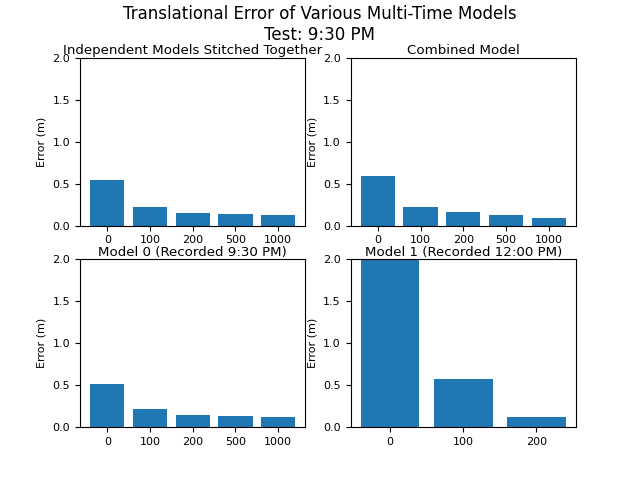 Translational Error of Various Multi-Time Models
Test: 9:30 PM
Independent Models Stitched Together
Error (m)
2.0
1.5
1.0
0.5
0.0
0 100 200 500 1000
Combined Model
Error (m)
2.0
1.5
1.0
0.5
0.0
0 100 200 500 1000
Model 0 (Recorded 9:30 PM)
Error (m)
2.0
1.5
1.0
0.5
0.0
0 100 200 500 1000
Model 1 (Recorded 12:00 PM)
Error (m)
2.0
1.5
1.0
0.5
0.0
0 100 200